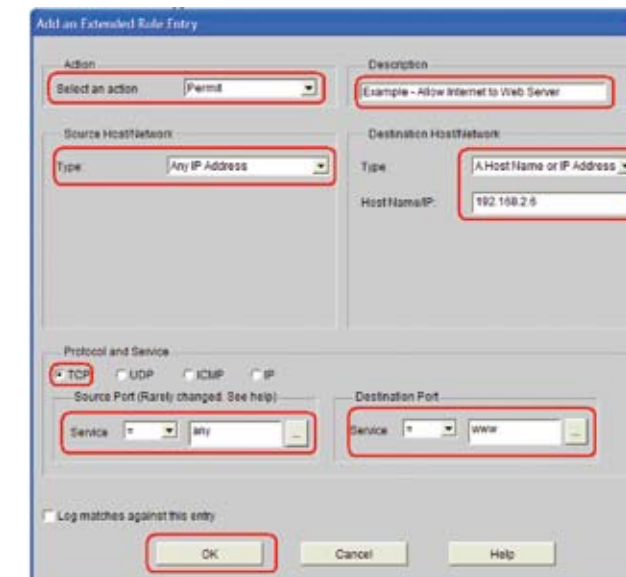 Add an Extended Rule Entry
Action
Select an action
Permit
Description
Example - Allow Internet to Web Server
Source Host/Network
Type
Any IP Address
Destination Host/Network
Type
A Host Name or IP Address
Host Name/IP:
192.168.2.6
Protocol and Service
TCP UDP ICMP IP
Source Port (Rarely changed. See help)
Service = any ...
Destination Port
Service = www ...
Log matches against this entry
OK Cancel Help